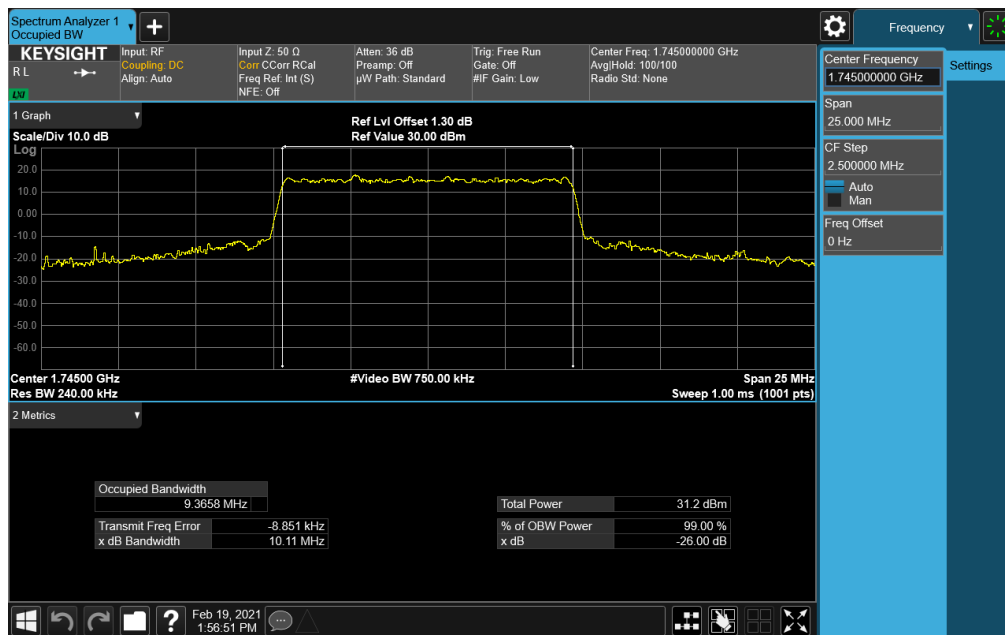 Spectrum Analyzer 1
Occupied BW
Frequency
KEYSIGHT
R L
LXI
Input: RF
Coupling: DC
Align: Auto
Input Z: 50 Ω
Corr CCorr RCal
Freq Ref: Int (S)
NFE: Off
Atten: 36 dB
Preamp: Off
µW Path: Standard
Trig: Free Run
Gate: Off
#IF Gain: Low
Center Freq: 1.745000000 GHz
Avg|Hold: 100/100
Radio Std: None
Center Frequency
1.745000000 GHz
Settings
Span
25.000 MHz
CF Step
2.500000 MHz
Auto
Man
Freq Offset
0 Hz
1 Graph
Scale/Div 10.0 dB
Ref Lvl Offset 1.30 dB
Ref Value 30.00 dBm
Log
20.0
10.0
0.00
-10.0
-20.0
-30.0
-40.0
-50.0
-60.0
Center 1.74500 GHz
#Video BW 750.00 kHz
Span 25 MHz
Res BW 240.00 kHz
Sweep 1.00 ms (1001 pts)
2 Metrics
Occupied Bandwidth
9.3658 MHz
Total Power 31.2 dBm
Transmit Freq Error -8.851 kHz
% of OBW Power 99.00 %
x dB Bandwidth 10.11 MHz
x dB -26.00 dB
?
Feb 19, 2021
1:56:51 PM